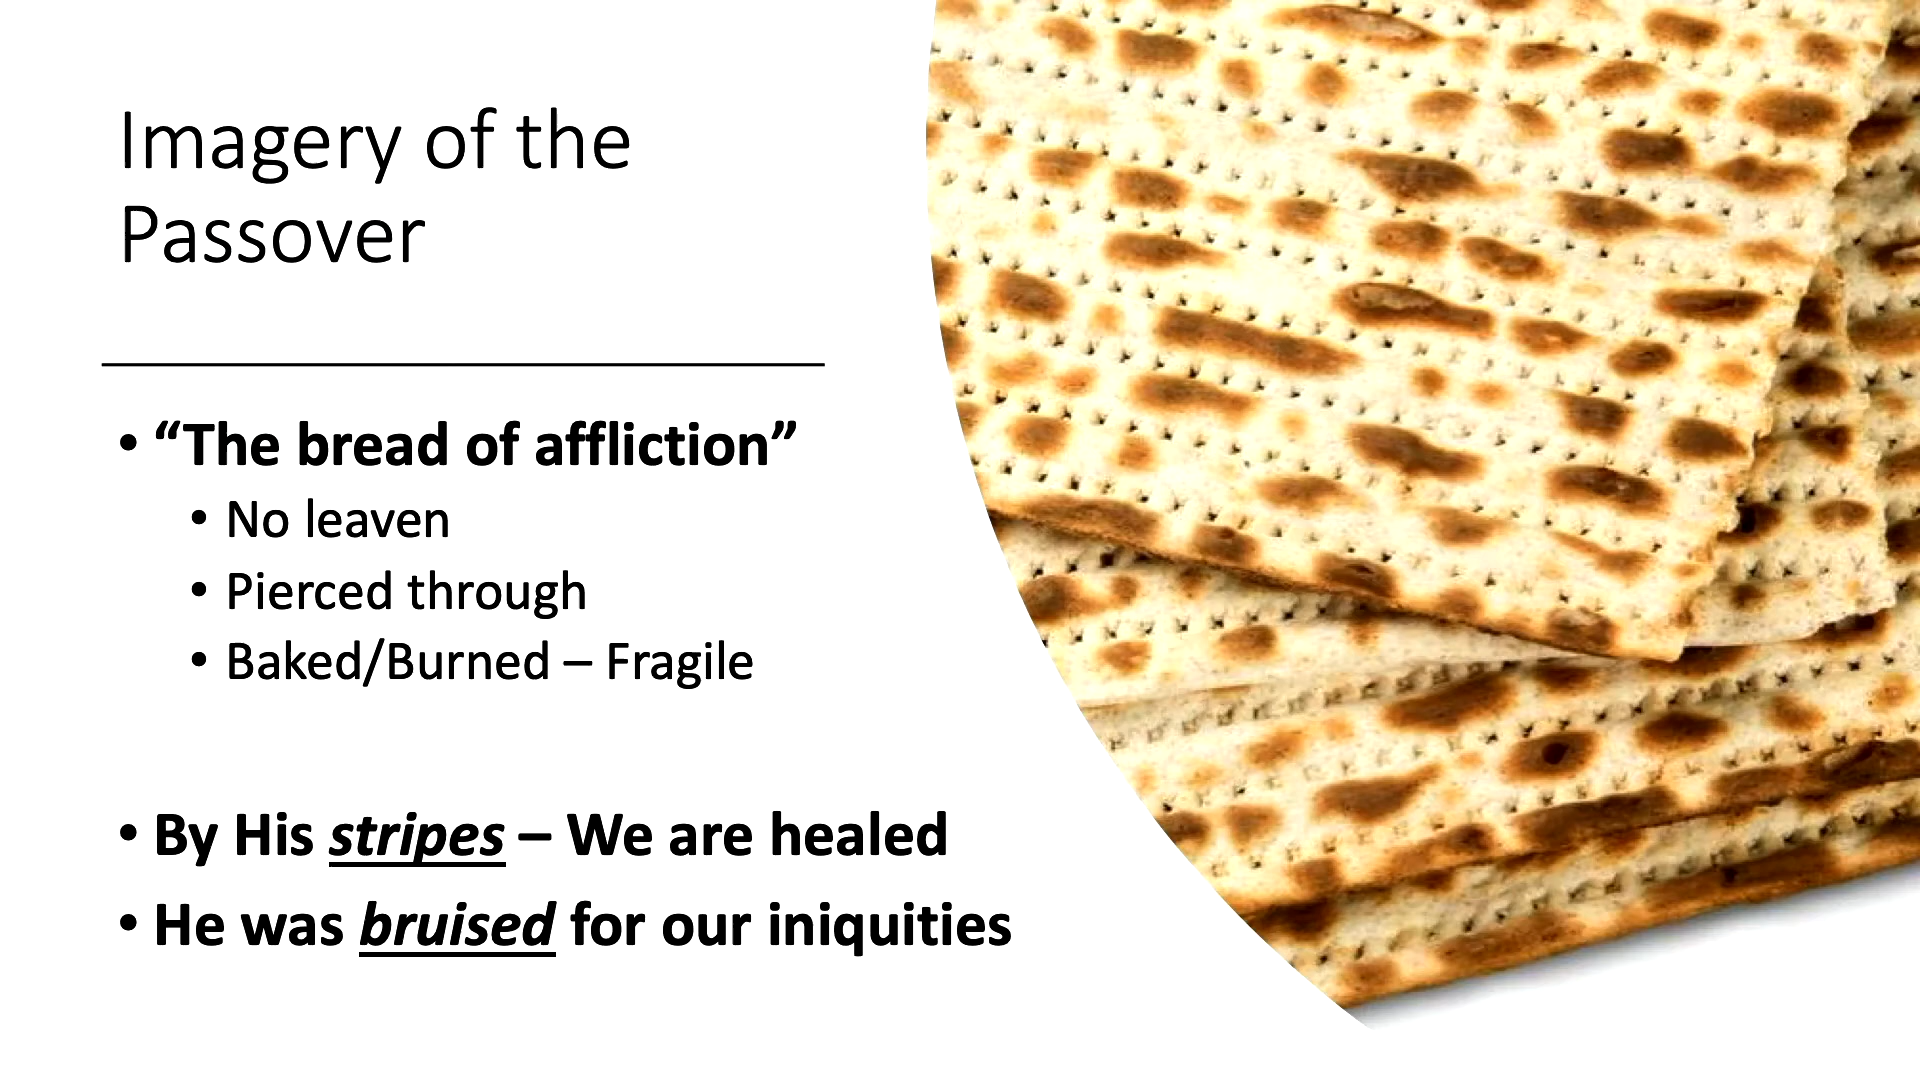 Imagery of the
Passover
• “The bread of affliction”
• No leaven
• Pierced through
• Baked/Burned – Fragile
• By His stripes – We are healed
• He was bruised for our iniquities